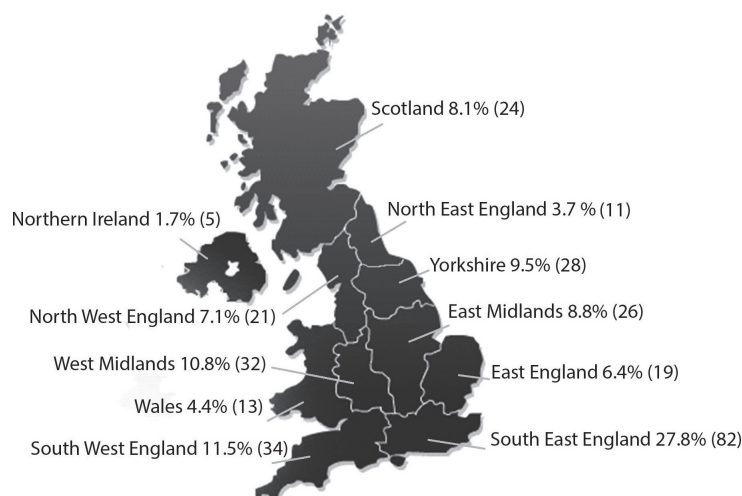 Scotland 8.1% (24)
North East England 3.7 % (11)
Northern Ireland 1.7% (5)
Yorkshire 9.5% (28)
North West England 7.1% (21)
East Midlands 8.8% (26)
West Midlands 10.8% (32)
East England 6.4% (19)
Wales 4.4% (13)
South West England 11.5% (34)
South East England 27.8% (82)